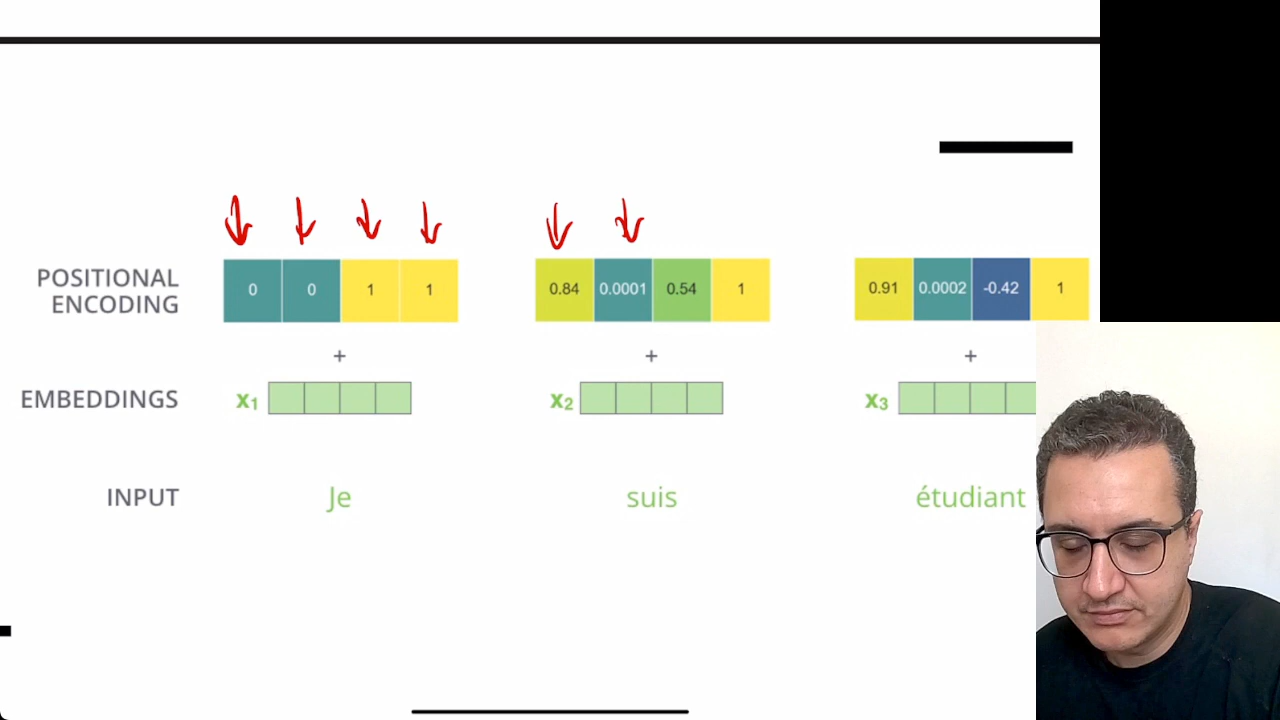 POSITIONAL ENCODING
0 0 1 1
0.84 0.0001 0.54 1
0.91 0.0002 -0.42 1
+ + +
EMBEDDINGS
x1 x2 x3
INPUT
Je suis étudiant